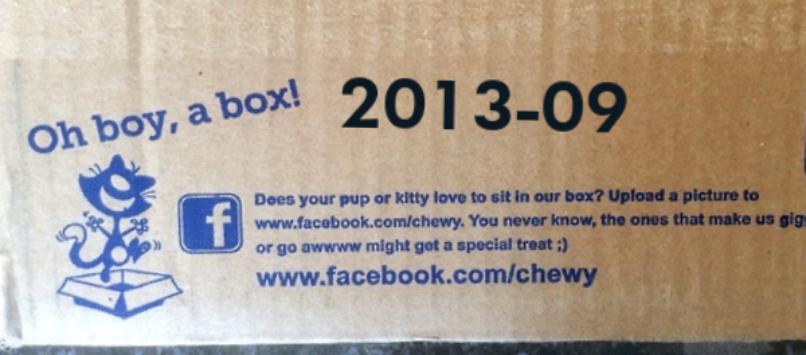 Oh boy, a box!
2013-09
Does your pup or kitty love to sit in our box? Upload a picture to
www.facebook.com/chewy. You never know, the ones that make us
or go awwww might get a special treat ;)
www.facebook.com/chewy